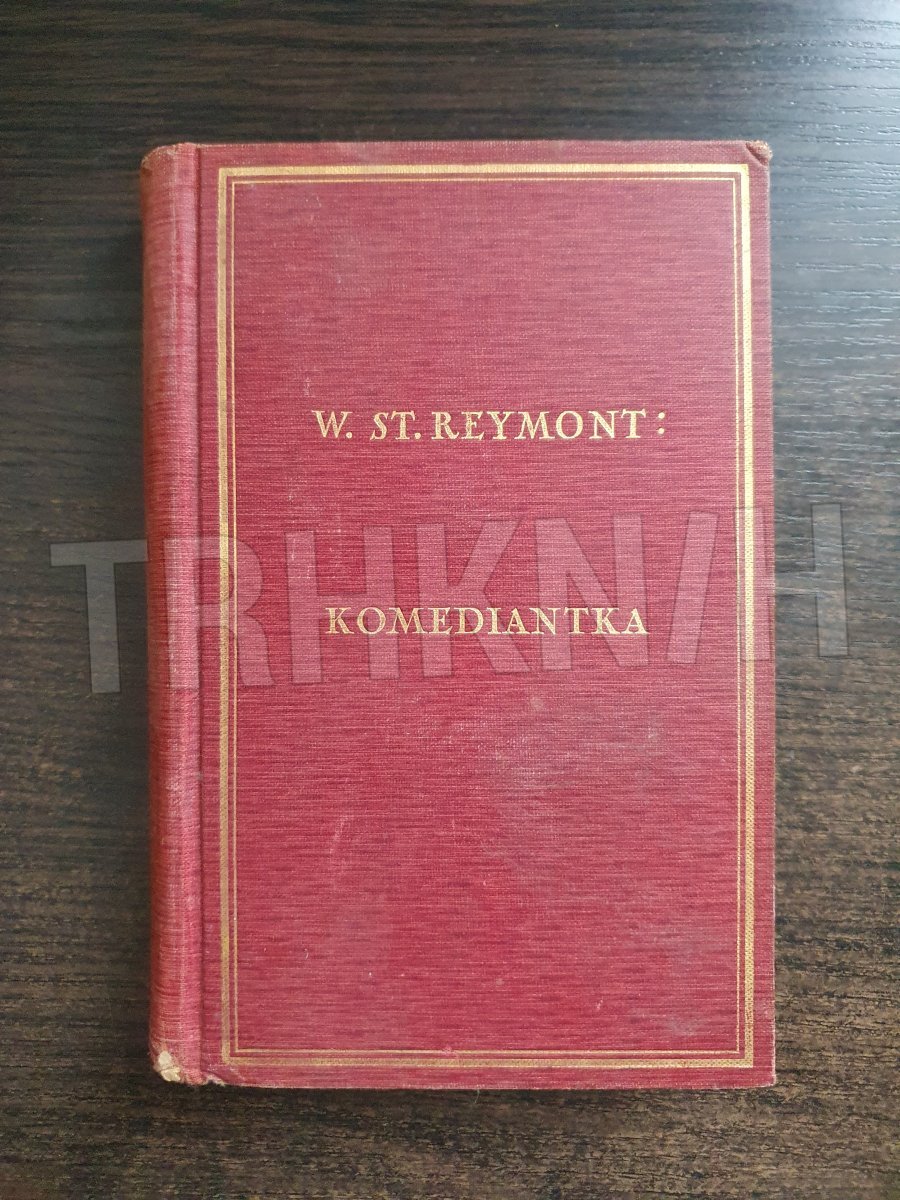 W. ST. REYMONT:
TRHKNIH
KOMEDIANTKA